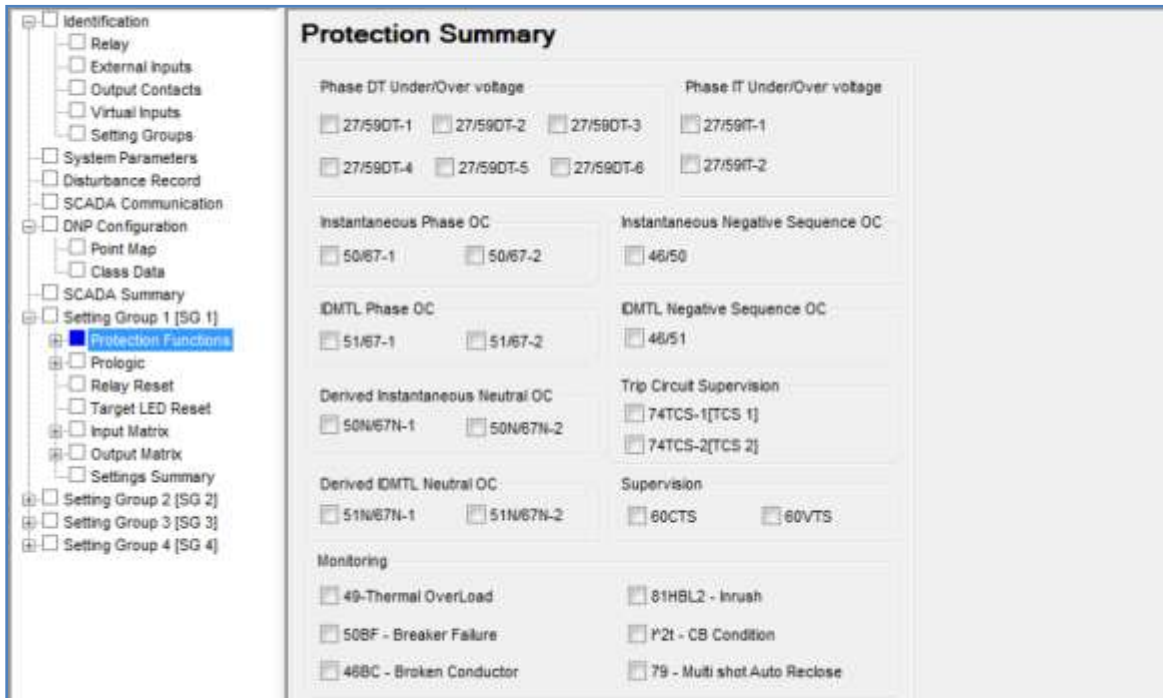 Identification
Relay
External Inputs
Output Contacts
Virtual Inputs
Setting Groups
System Parameters
Disturbance Record
SCADA Communication
DNP Configuration
Point Map
Class Data
SCADA Summary
Setting Group 1 [SG 1]
Protection Functions
Prologic
Relay Reset
Target LED Reset
Input Matrix
Output Matrix
Settings Summary
Setting Group 2 [SG 2]
Setting Group 3 [SG 3]
Setting Group 4 [SG 4]
Protection Summary
Phase DT Under/Over voltage
27/59DT-1 27/59DT-2 27/59DT-3
27/59DT-4 27/59DT-5 27/59DT-6
Phase IT Under/Over voltage
27/59IT-1
27/59IT-2
Instantaneous Phase OC
50/67-1 50/67-2
Instantaneous Negative Sequence OC
46/50
IDMTL Phase OC
51/67-1 51/67-2
IDMTL Negative Sequence OC
46/51
Derived Instantaneous Neutral OC
50N/67N-1 50N/67N-2
Trip Circuit Supervision
74TCS-1[TCS 1]
74TCS-2[TCS 2]
Derived IDMTL Neutral OC
51N/67N-1 51N/67N-2
Supervision
60CTS 60VTS
Monitoring
49-Thermal OverLoad 81HBL2 - Inrush
50BF - Breaker Failure I^2t - CB Condition
46BC - Broken Conductor 79 - Multi shot Auto Reclose